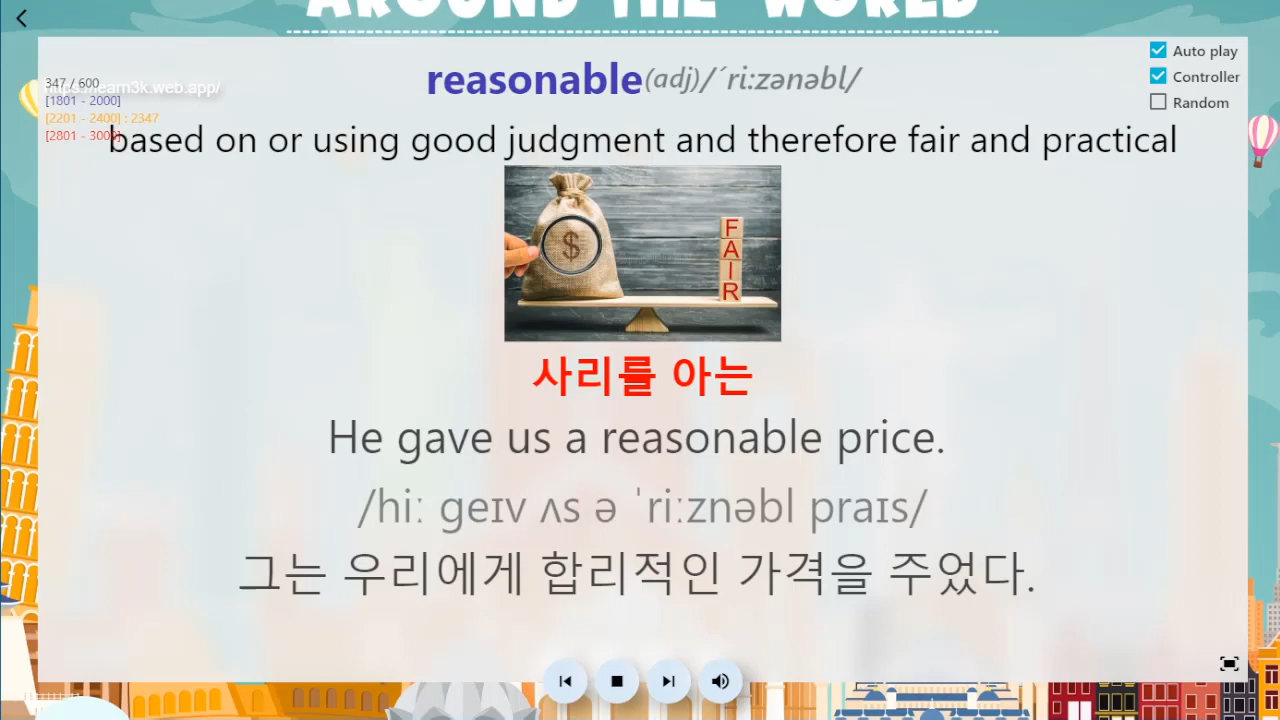 AROUND THE WORLD
347 / 600
https://learn3k.web.app/
[1801 - 2000]
[2201 - 2400] : 2347
[2801 - 3000]
Auto play
Controller
Random
reasonable(adj)/´ri:zənəbl/
based on or using good judgment and therefore fair and practical
$
F
A
I
R
사리를 아는
He gave us a reasonable price.
/hiː geɪv ʌs ə ˈriːznəbl praɪs/
그는 우리에게 합리적인 가격을 주었다.